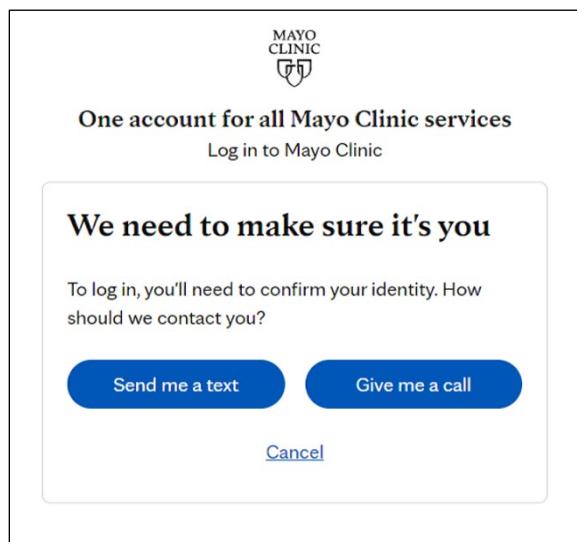 MAYO
CLINIC
One account for all Mayo Clinic services
Log in to Mayo Clinic
We need to make sure it's you
To log in, you'll need to confirm your identity. How
should we contact you?
Send me a text
Give me a call
Cancel